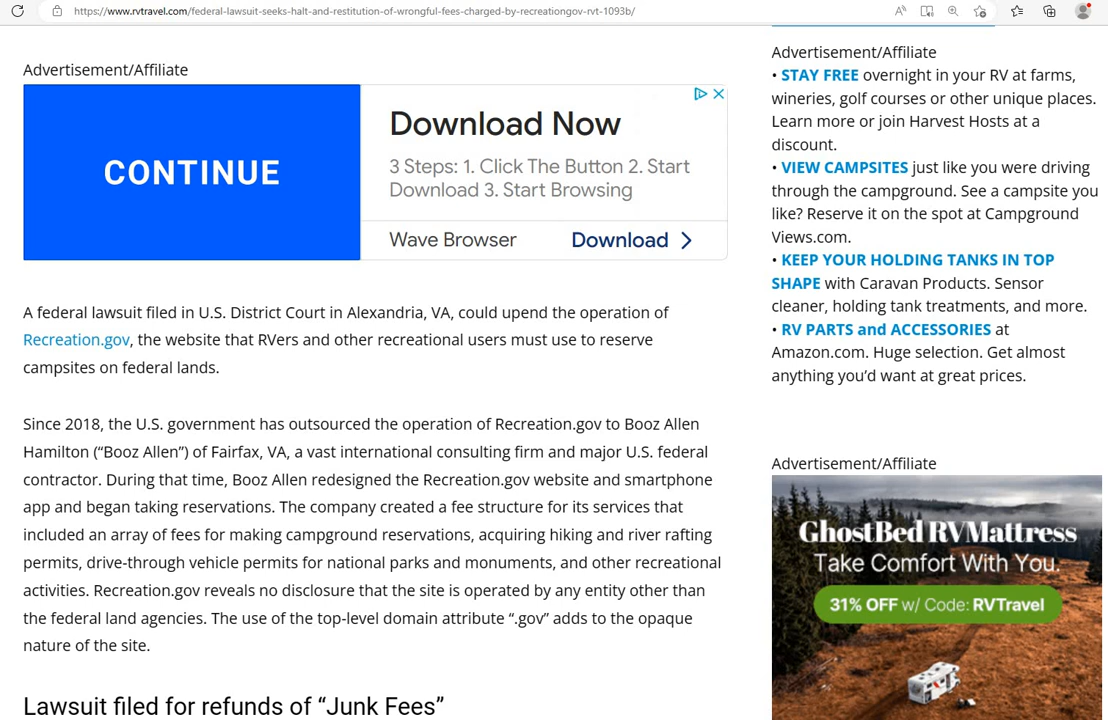 https://www.rvtravel.com/federal-lawsuit-seeks-halt-and-restitution-of-wrongful-fees-charged-by-recreationgov-rvt-1093b/
Advertisement/Affiliate
CONTINUE
Download Now
3 Steps: 1. Click The Button 2. Start
Download 3. Start Browsing
Wave Browser
Download
A federal lawsuit filed in U.S. District Court in Alexandria, VA, could upend the operation of
Recreation.gov, the website that RVers and other recreational users must use to reserve
campsites on federal lands.
Since 2018, the U.S. government has outsourced the operation of Recreation.gov to Booz Allen
Hamilton (“Booz Allen”) of Fairfax, VA, a vast international consulting firm and major U.S. federal
contractor. During that time, Booz Allen redesigned the Recreation.gov website and smartphone
app and began taking reservations. The company created a fee structure for its services that
included an array of fees for making campground reservations, acquiring hiking and river rafting
permits, drive-through vehicle permits for national parks and monuments, and other recreational
activities. Recreation.gov reveals no disclosure that the site is operated by any entity other than
the federal land agencies. The use of the top-level domain attribute “.gov” adds to the opaque
nature of the site.
Lawsuit filed for refunds of “Junk Fees”
Advertisement/Affiliate
• STAY FREE overnight in your RV at farms,
wineries, golf courses or other unique places.
Learn more or join Harvest Hosts at a
discount.
• VIEW CAMPSITES just like you were driving
through the campground. See a campsite you
like? Reserve it on the spot at Campground
Views.com.
• KEEP YOUR HOLDING TANKS IN TOP
SHAPE with Caravan Products. Sensor
cleaner, holding tank treatments, and more.
• RV PARTS and ACCESSORIES at
Amazon.com. Huge selection. Get almost
anything you’d want at great prices.
Advertisement/Affiliate
GhostBed RVMattress
Take Comfort With You.
31% OFF w/ Code: RVTravel